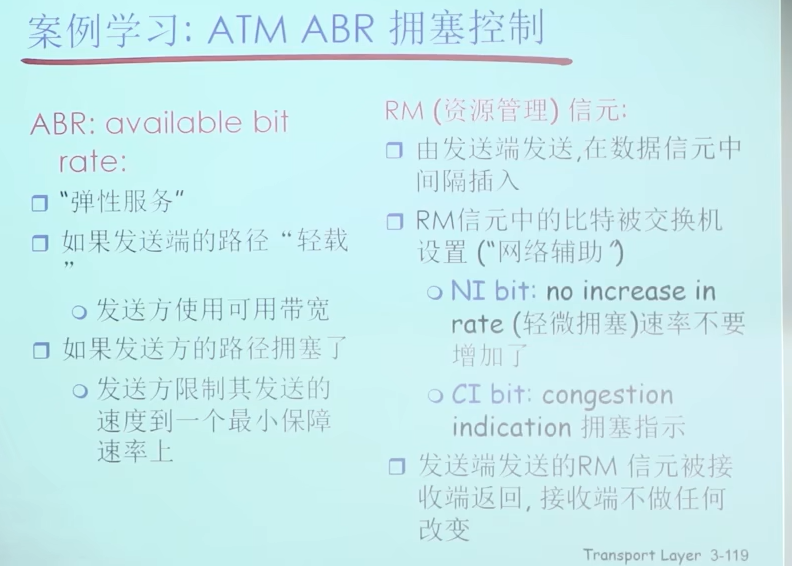 案例学习: ATM ABR 拥塞控制
ABR: available bit
rate:
“弹性服务”
如果发送端的路径“轻载
”
发送方使用可用带宽
如果发送方的路径拥塞了
发送方限制其发送的
速度到一个最小保障
速率上
RM (资源管理) 信元:
由发送端发送,在数据信元中
间隔插入
RM信元中的比特被交换机
设置 (“网络辅助”)
NI bit: no increase in
rate (轻微拥塞)速率不要
增加了
CI bit: congestion
indication 拥塞指示
发送端发送的RM 信元被接
收端返回, 接收端不做任何
改变
Transport Layer 3-119